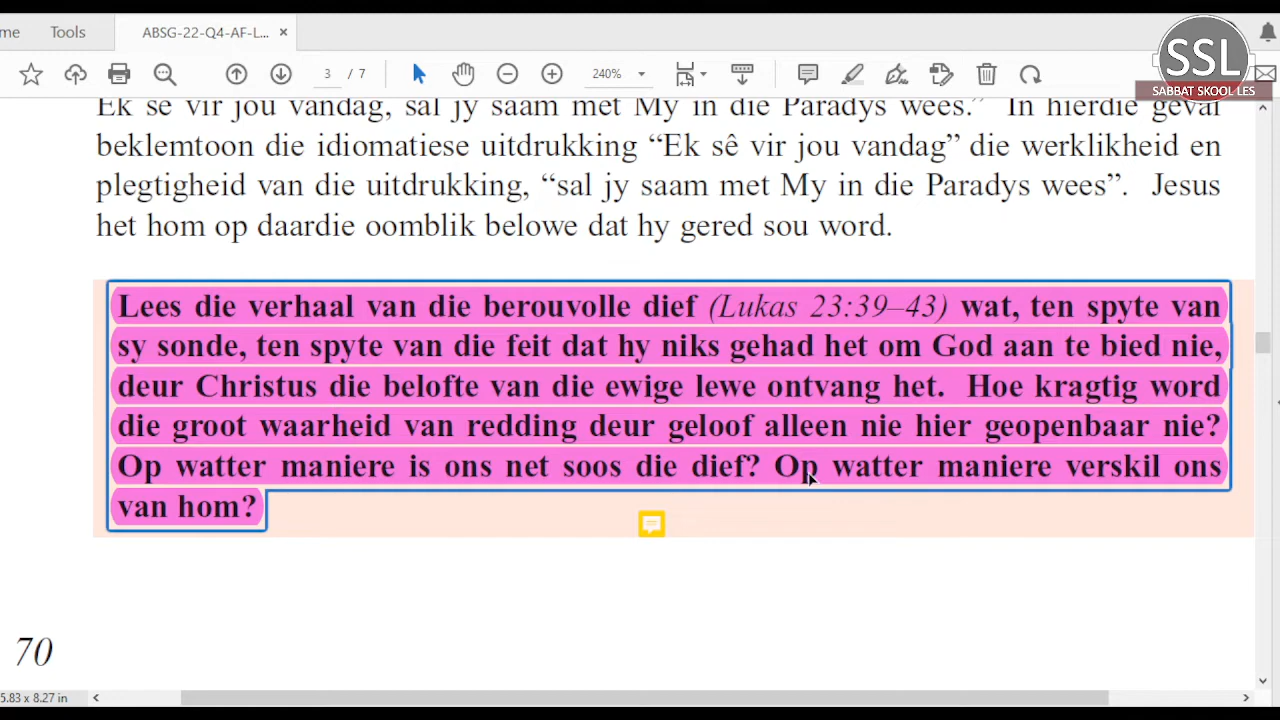 me Tools ABSG-22-Q4-AF-L... ×
SSL
SABBAT SKOOL LES
3 / 7 240%
Ek sê vir jou vandag, sal jy saam met My in die Paradys wees.” In hierdie geval
beklemtoon die idiomatiese uitdrukking “Ek sê vir jou vandag” die werklikheid en
plegtigheid van die uitdrukking, “sal jy saam met My in die Paradys wees”. Jesus
het hom op daardie oomblik belowe dat hy gered sou word.
Lees die verhaal van die berouvolle dief (Lukas 23:39–43) wat, ten spyte van
sy sonde, ten spyte van die feit dat hy niks gehad het om God aan te bied nie,
deur Christus die belofte van die ewige lewe ontvang het. Hoe kragtig word
die groot waarheid van redding deur geloof alleen nie hier geopenbaar nie?
Op watter maniere is ons net soos die dief? Op watter maniere verskil ons
van hom?
70
5.83 x 8.27 in